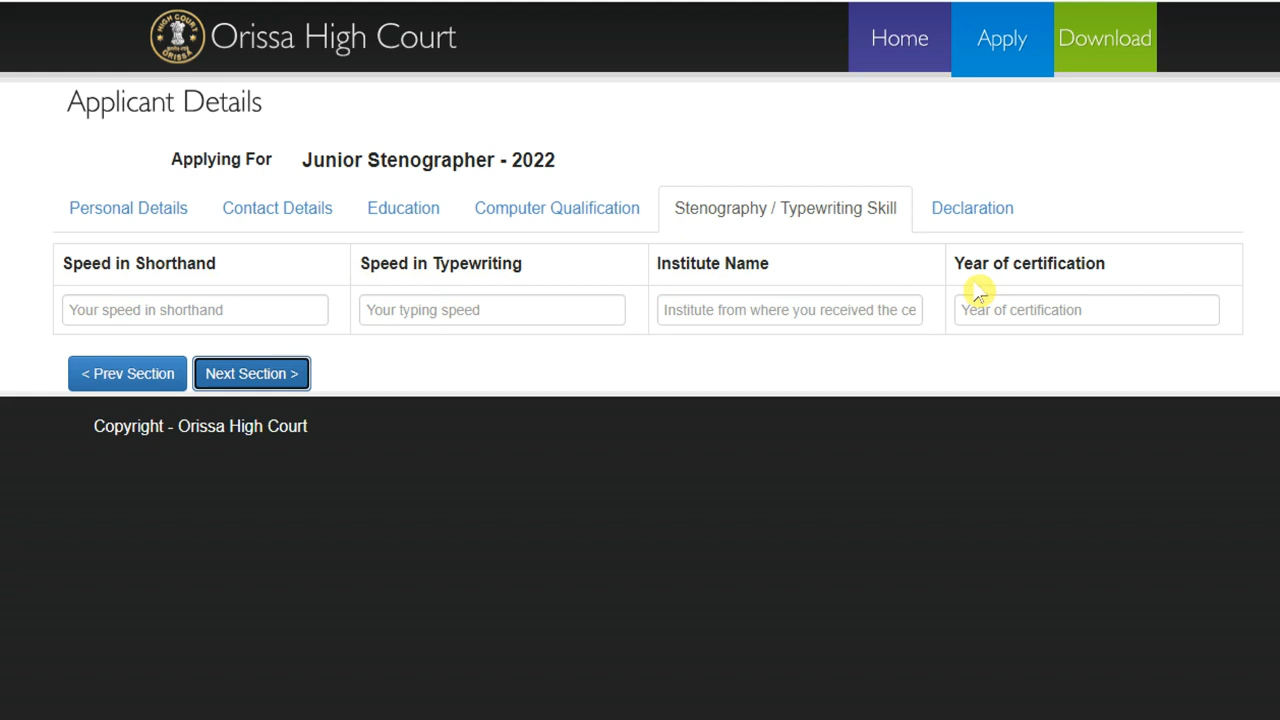 Orissa High Court
Home
Apply
Download
Applicant Details
Applying For Junior Stenographer - 2022
Personal Details
Contact Details
Education
Computer Qualification
Stenography / Typewriting Skill
Declaration
Speed in Shorthand
Speed in Typewriting
Institute Name
Year of certification
Your speed in shorthand
Your typing speed
Institute from where you received the ce
Year of certification
< Prev Section
Next Section >
Copyright - Orissa High Court